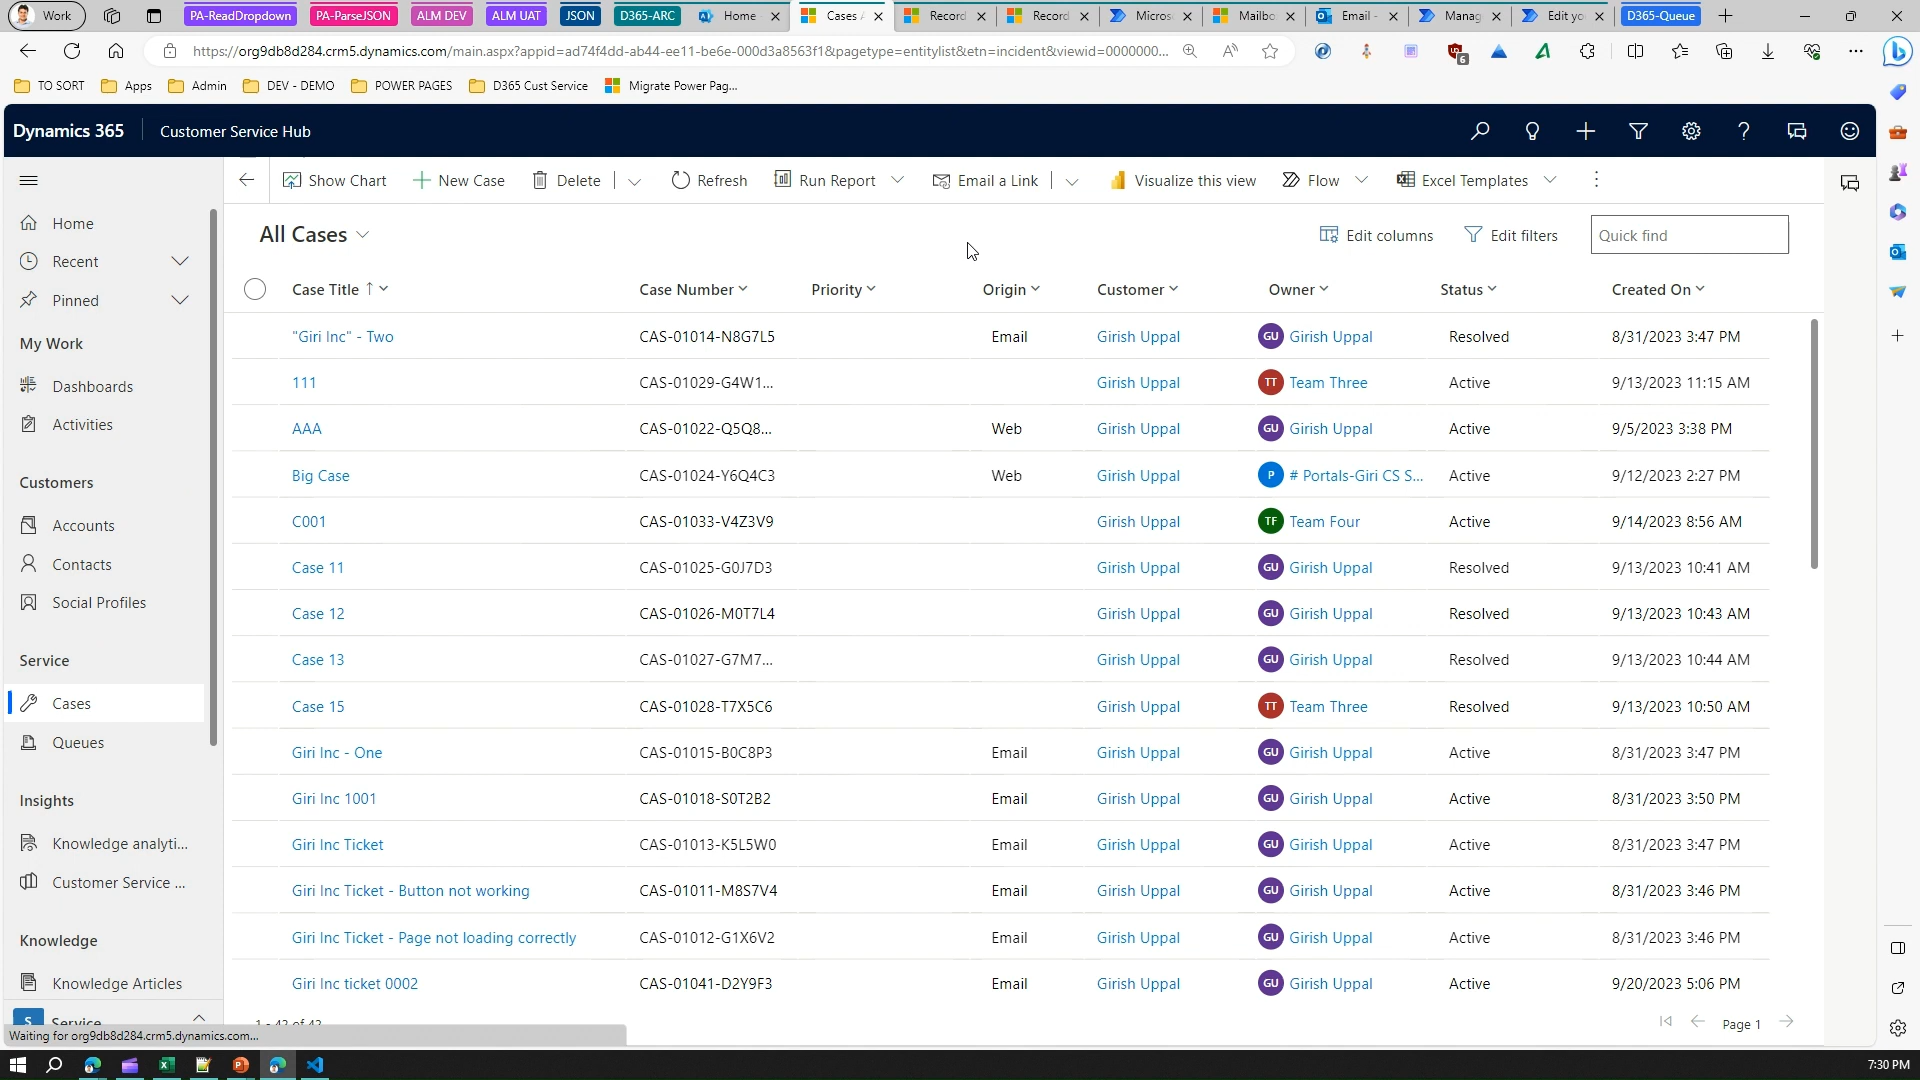 Work PA-ReadDropdown PA-ParseJSON ALM DEV ALM UAT JSON D365-ARC Home - Cases A Record Record Micros Mailbo Email - Manag Edit yo D365-Queue
https://org9db8d284.crm5.dynamics.com/main.aspx?appid=ad74f4dd-ab44-ee11-be6e-000d3a8563f1&pagetype=entitylist&etn=incident&viewid=0000000... 6
TO SORT Apps Admin DEV - DEMO POWER PAGES D365 Cust Service Migrate Power Pag...
Dynamics 365 Customer Service Hub
Show Chart New Case Delete Refresh Run Report Email a Link Visualize this view Flow Excel Templates
Home
Recent
Pinned
My Work
Dashboards
Activities
Customers
Accounts
Contacts
Social Profiles
Service
Cases
Queues
Insights
Knowledge analyti...
Customer Service ...
Knowledge
Knowledge Articles
S Service
All Cases Edit columns Edit filters Quick find
Case Title Case Number Priority Origin Customer Owner Status Created On
"Giri Inc" - Two CAS-01014-N8G7L5 Email Girish Uppal GU Girish Uppal Resolved 8/31/2023 3:47 PM
111 CAS-01029-G4W1... Girish Uppal TT Team Three Active 9/13/2023 11:15 AM
AAA CAS-01022-Q5Q8... Web Girish Uppal GU Girish Uppal Active 9/5/2023 3:38 PM
Big Case CAS-01024-Y6Q4C3 Web Girish Uppal P # Portals-Giri CS S... Active 9/12/2023 2:27 PM
C001 CAS-01033-V4Z3V9 Girish Uppal TF Team Four Active 9/14/2023 8:56 AM
Case 11 CAS-01025-G0J7D3 Girish Uppal GU Girish Uppal Resolved 9/13/2023 10:41 AM
Case 12 CAS-01026-M0T7L4 Girish Uppal GU Girish Uppal Resolved 9/13/2023 10:43 AM
Case 13 CAS-01027-G7M7... Girish Uppal GU Girish Uppal Resolved 9/13/2023 10:44 AM
Case 15 CAS-01028-T7X5C6 Girish Uppal TT Team Three Resolved 9/13/2023 10:50 AM
Giri Inc - One CAS-01015-B0C8P3 Email Girish Uppal GU Girish Uppal Active 8/31/2023 3:47 PM
Giri Inc 1001 CAS-01018-S0T2B2 Email Girish Uppal GU Girish Uppal Active 8/31/2023 3:50 PM
Giri Inc Ticket CAS-01013-K5L5W0 Email Girish Uppal GU Girish Uppal Active 8/31/2023 3:47 PM
Giri Inc Ticket - Button not working CAS-01011-M8S7V4 Email Girish Uppal GU Girish Uppal Active 8/31/2023 3:46 PM
Giri Inc Ticket - Page not loading correctly CAS-01012-G1X6V2 Email Girish Uppal GU Girish Uppal Active 8/31/2023 3:46 PM
Giri Inc ticket 0002 CAS-01041-D2Y9F3 Email Girish Uppal GU Girish Uppal Active 9/20/2023 5:06 PM
1 - 42 of 42 Page 1
Waiting for org9db8d284.crm5.dynamics.com...
7:30 PM